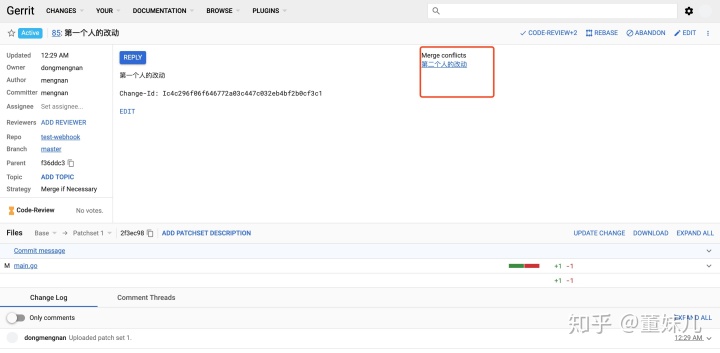 Gerrit CHANGES YOUR DOCUMENTATION BROWSE PLUGINS
Active 85: 第一个人的改动 CODE-REVIEW+2 REBASE ABANDON EDIT
Updated 12:29 AM
Owner dongmengnan
Author mengnan
Committer mengnan
Assignee Set assignee...
Reviewers ADD REVIEWER
Repo test-webhook
Branch master
Parent f36ddc3
Topic ADD TOPIC
Strategy Merge if Necessary
Code-Review No votes.
REPLY
第一个人的改动
Change-Id: Ic4c296f06f646772a03c447c032eb4bf2b0cf3c1
EDIT
Merge conflicts
第二个人的改动
Files Base → Patchset 1 2f3ec98 ADD PATCHSET DESCRIPTION UPDATE CHANGE DOWNLOAD EXPAND ALL
Commit message
M main.go +1 -1
+1 -1
Change Log Comment Threads
Only comments EXPAND ALL
dongmengnan Uploaded patch set 1. 12:29 AM
知乎 @董妹儿